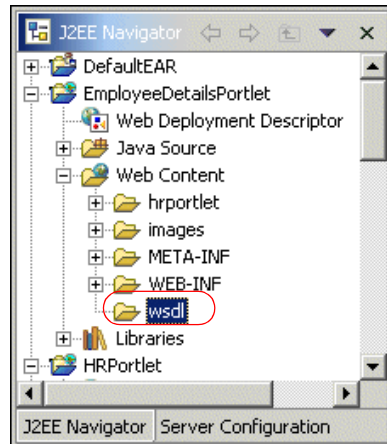 J2EE Navigator
DefaultEAR
EmployeeDetailsPortlet
Web Deployment Descriptor
Java Source
Web Content
hrportlet
images
META-INF
WEB-INF
wsdl
Libraries
HRPortlet
J2EE Navigator Server Configuration